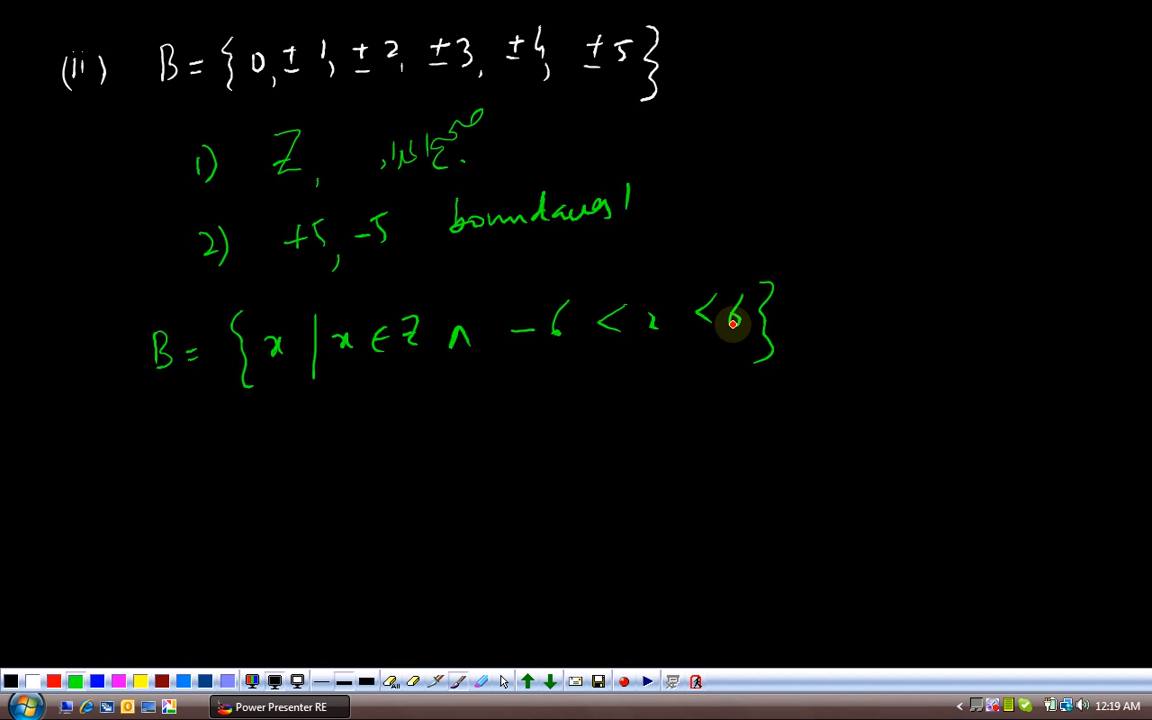 (ii) B = { 0, ± 1, ± 2, ± 3, ± 4, ± 5 }
1) Z,
2) +5, -5 boundaries
B = { x | x ∈ Z ∧ - 6 < x < 6 }
Power Presenter RE
12:19 AM